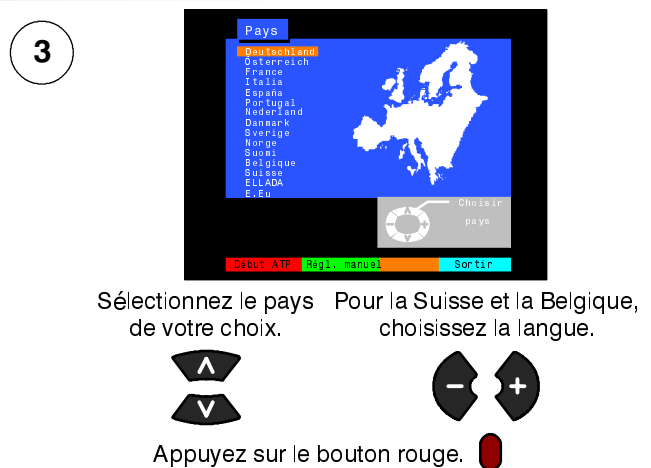 3
Pays
Deutschland
Österreich
France
Italia
España
Portugal
Nederland
Danmark
Sverige
Norge
Suomi
Belgique
Suisse
ELLADA
E.Eu
Choisir
pays
Début ATP Régl. manuel Sortir
Sélectionnez le pays
de votre choix.
Pour la Suisse et la Belgique,
choisissez la langue.
Appuyez sur le bouton rouge.